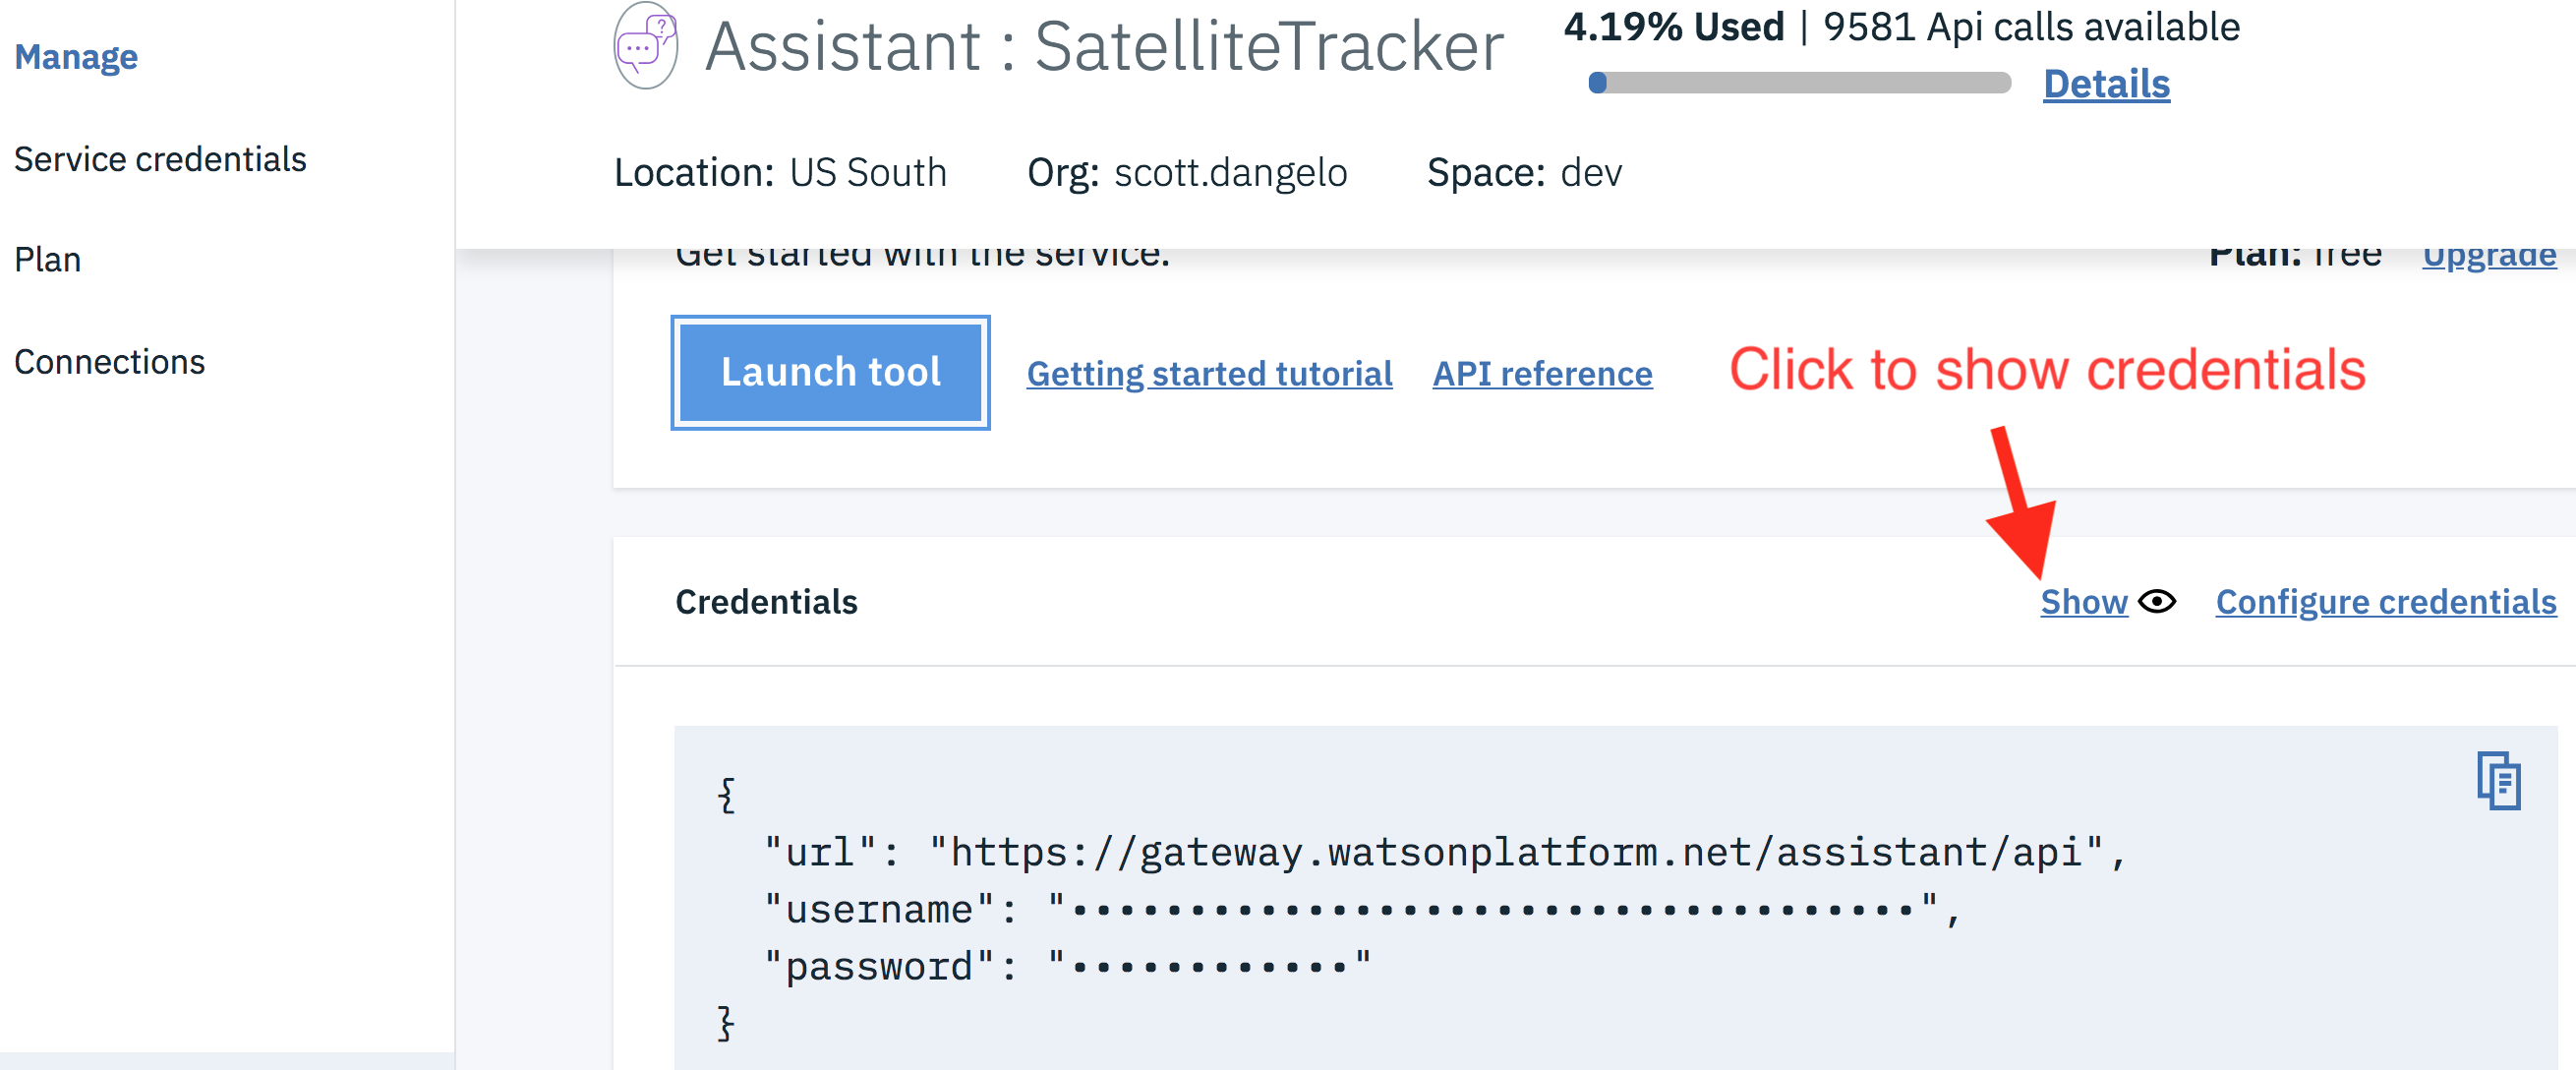 Manage
Service credentials
Plan
Connections
Assistant : SatelliteTracker
4.19% Used | 9581 Api calls available
Details
Location: US South Org: scott.dangelo Space: dev
Get started with the service.
Plan: free Upgrade
Launch tool Getting started tutorial API reference
Click to show credentials
Credentials
Show Configure credentials
{
"url": "https://gateway.watsonplatform.net/assistant/api",
"username": "••••••••••••••••••••••••••••••••••••",
"password": "••••••••••••"
}